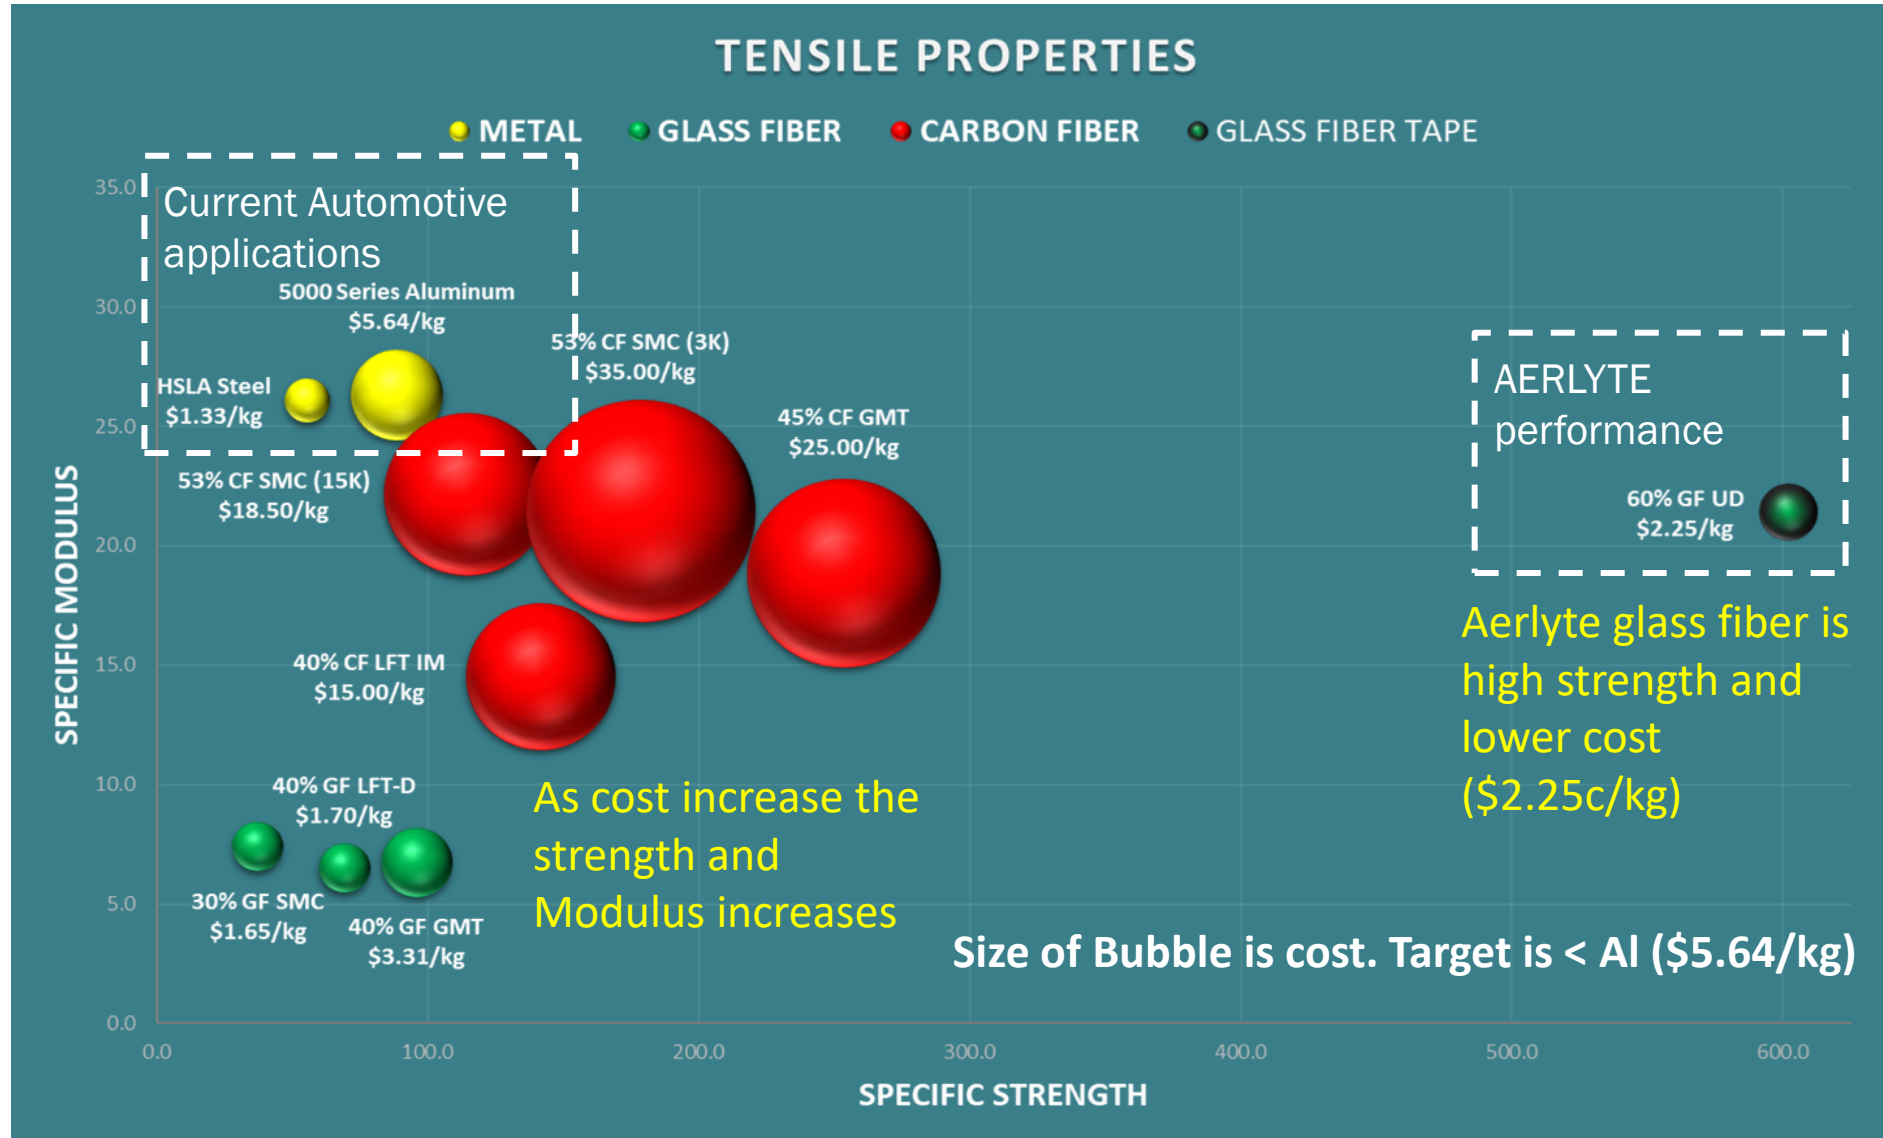 TENSILE PROPERTIES
METAL GLASS FIBER CARBON FIBER GLASS FIBER TAPE
Current Automotive
applications
5000 Series Aluminum
$5.64/kg
HSLA Steel
$1.33/kg
53% CF SMC (3K)
$35.00/kg
45% CF GMT
$25.00/kg
53% CF SMC (15K)
$18.50/kg
40% CF LFT IM
$15.00/kg
40% GF LFT-D
$1.70/kg
30% GF SMC
$1.65/kg
40% GF GMT
$3.31/kg
AERLYTE
performance
60% GF UD
$2.25/kg
Aerlyte glass fiber is
high strength and
lower cost
($2.25c/kg)
As cost increase the
strength and
Modulus increases
Size of Bubble is cost. Target is < Al ($5.64/kg)
SPECIFIC MODULUS
35.0
30.0
25.0
20.0
15.0
10.0
5.0
0.0
0.0 100.0 200.0 300.0 400.0 500.0 600.0
SPECIFIC STRENGTH